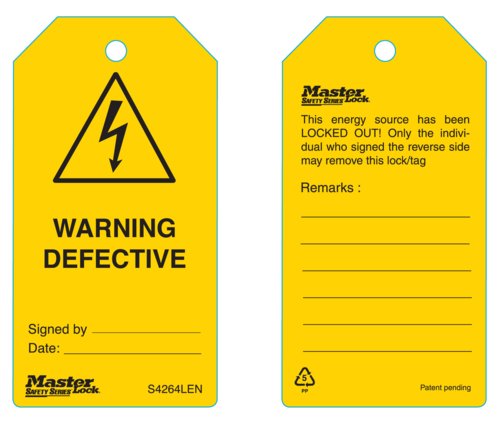 WARNING
DEFECTIVE
Signed by
Date:
Master Lock
SAFETY SERIES
S4264LEN
Master Lock
SAFETY SERIES
This energy source has been
LOCKED OUT! Only the indivi-
dual who signed the reverse side
may remove this lock/tag
Remarks :
5
PP
Patent pending